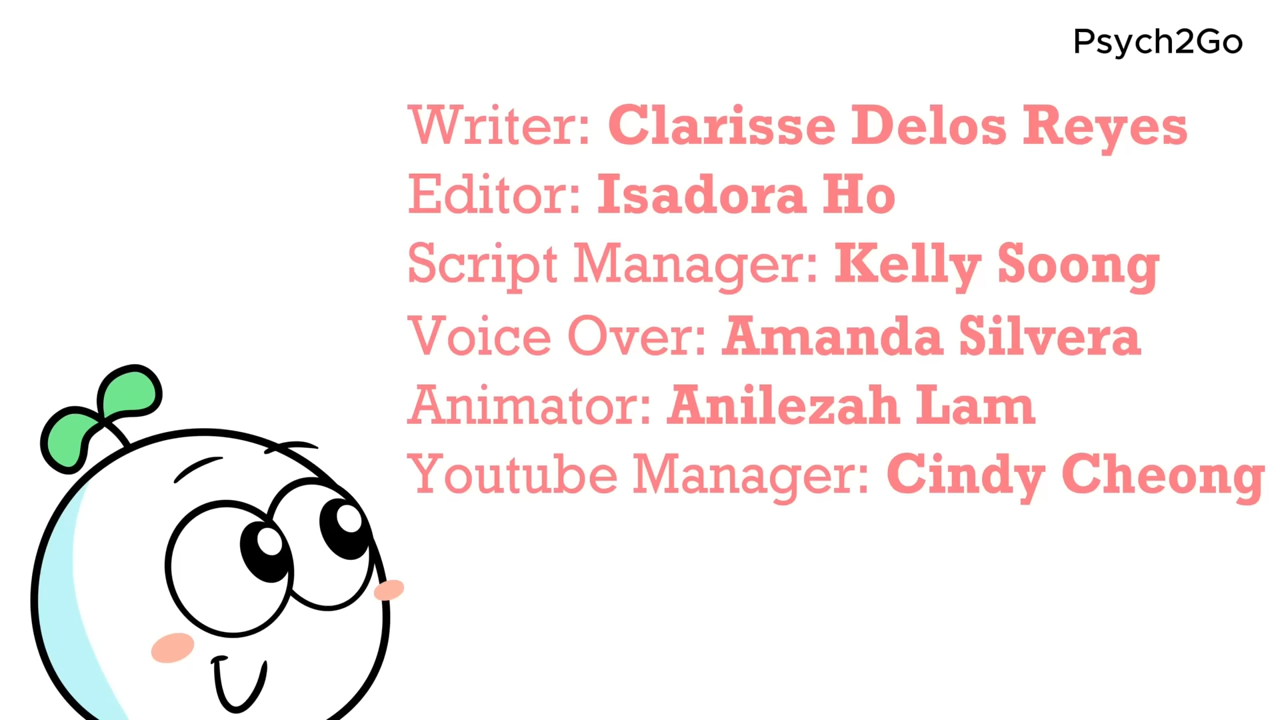 Psych2Go
Writer: Clarisse Delos Reyes
Editor: Isadora Ho
Script Manager: Kelly Soong
Voice Over: Amanda Silvera
Animator: Anilezah Lam
Youtube Manager: Cindy Cheong